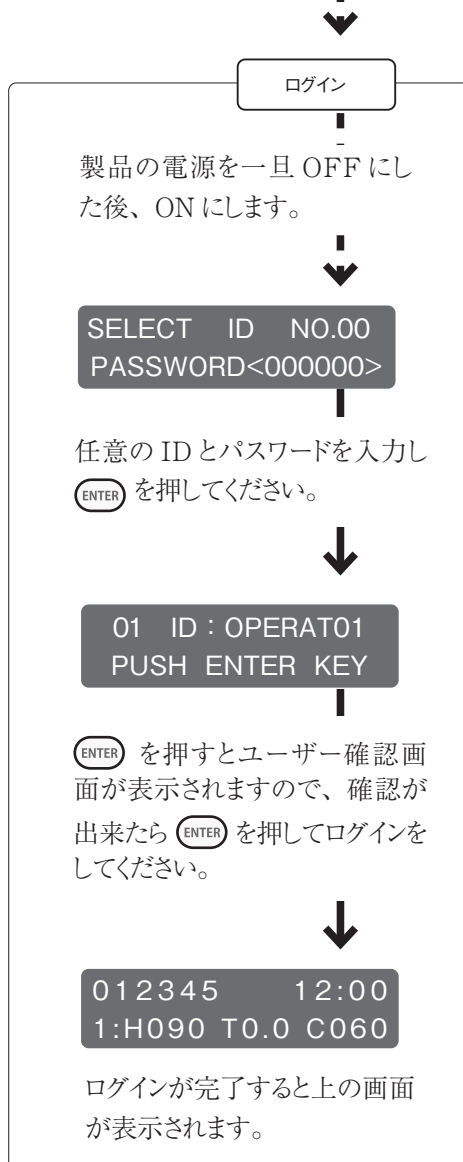 ログイン
製品の電源を一旦 OFF にし
た後、ON にします。
SELECT ID NO.00
PASSWORD<000000>
任意の ID とパスワードを入力し
ENTER を押してください。
01 ID：OPERAT01
PUSH ENTER KEY
ENTER を押すとユーザー確認画
面が表示されますので、確認が
出来たら ENTER を押してログインを
してください。
012345 12:00
1:H090 T0.0 C060
ログインが完了すると上の画面
が表示されます。